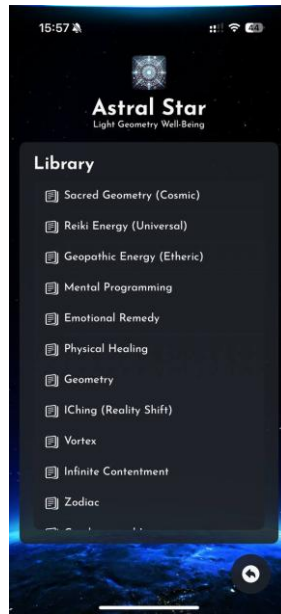 15:57
44
Astral Star
Light Geometry Well-Being
Library
Sacred Geometry (Cosmic)
Reiki Energy (Universal)
Geopathic Energy (Etheric)
Mental Programming
Emotional Remedy
Physical Healing
Geometry
IChing (Reality Shift)
Vortex
Infinite Contentment
Zodiac